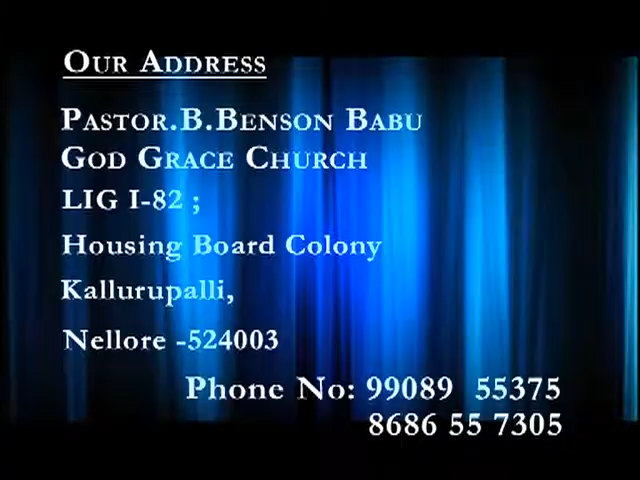 Our Address
Pastor.B.Benson Babu
God Grace Church
LIG I-82 ;
Housing Board Colony
Kallurupalli,
Nellore -524003
Phone No: 99089 55375
8686 55 7305